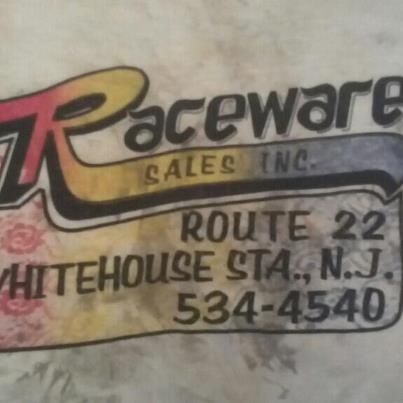 Raceware
SALES INC.
ROUTE 22
WHITEHOUSE STA., N.J.
534-4540